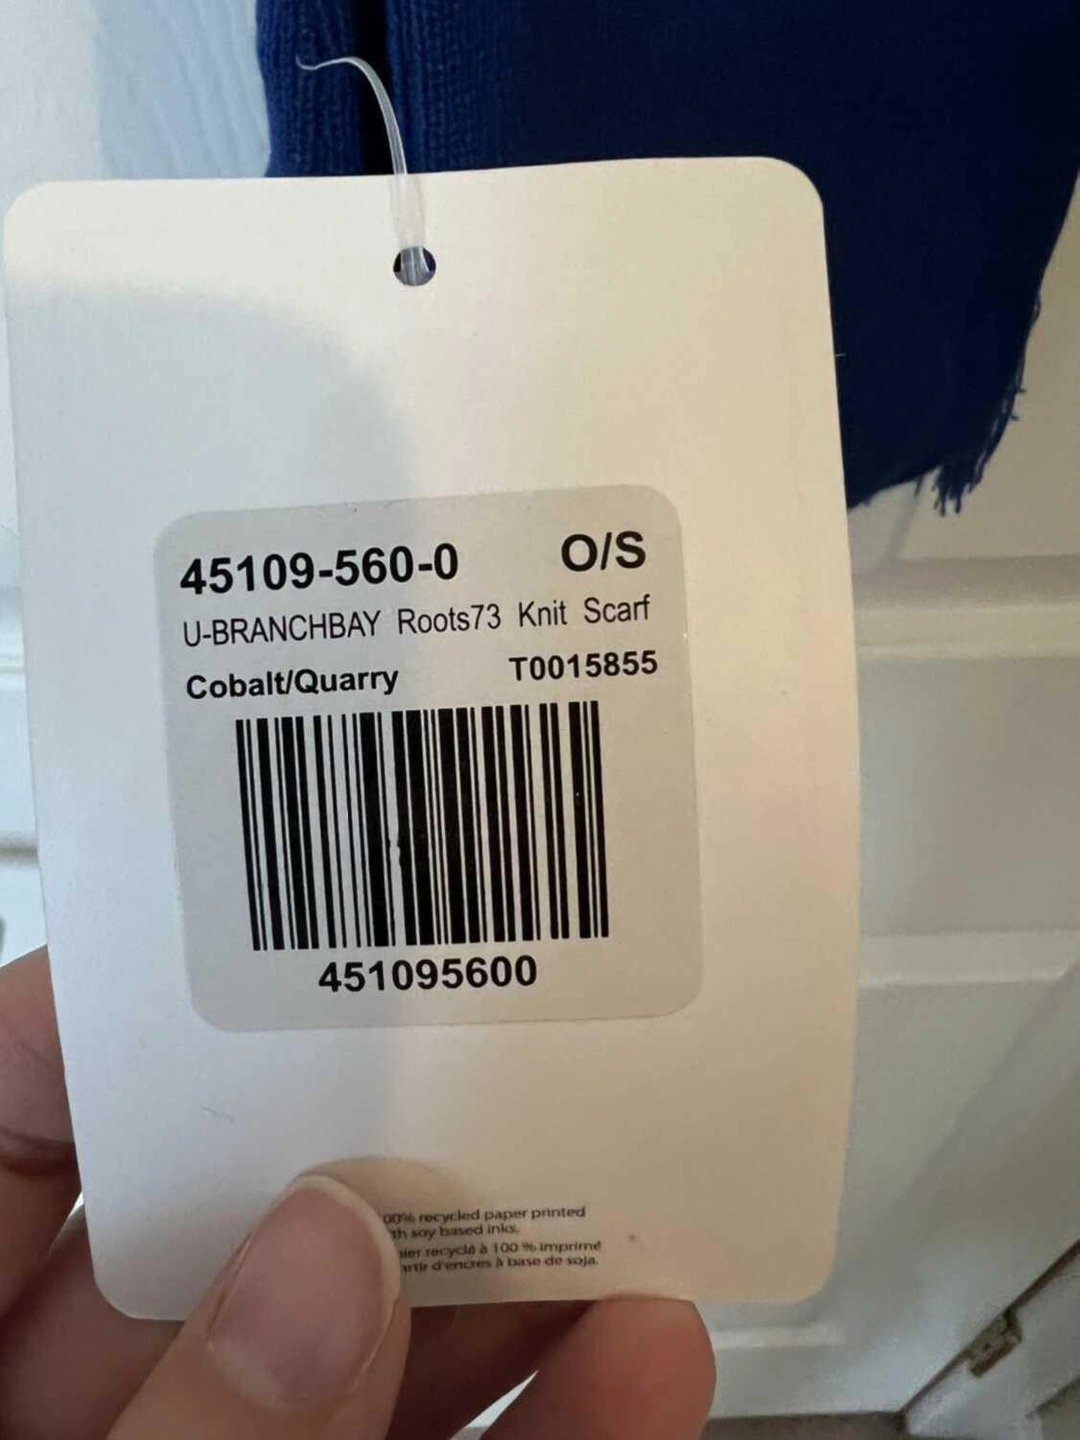 45109-560-0 O/S
U-BRANCHBAY Roots73 Knit Scarf
Cobalt/Quarry T0015855
451095600
recycled paper printed
soy based inks.
recyclé à 100 % imprimé
d'encres à base de soja.